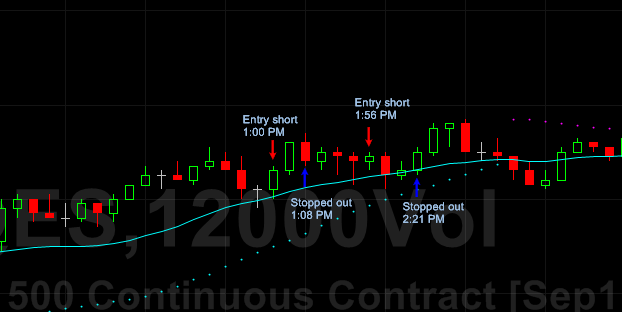 Entry short
1:00 PM
Entry short
1:56 PM
Stopped out
1:08 PM
Stopped out
2:21 PM
ES,12000Vol
500 Continuous Contract [Sep1